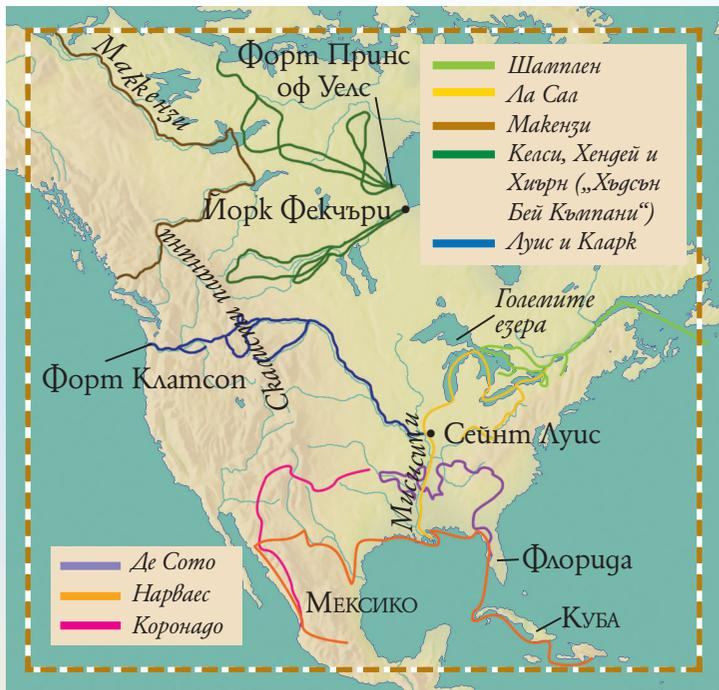 Маккензи
Форт Принс
оф Уелс
Шамплен
Ла Сал
Макензи
Келси, Хендей и
Хиърн („Хъдсън
Бей Къмпани“)
Луис и Кларк
Йорк Фекчъри
Скалисти планини
Големите
езера
Форт Клатсоп
Сейнт Луис
Мисисипи
Де Сото
Нарваес
Коронадо
Флорида
Мексико
Куба